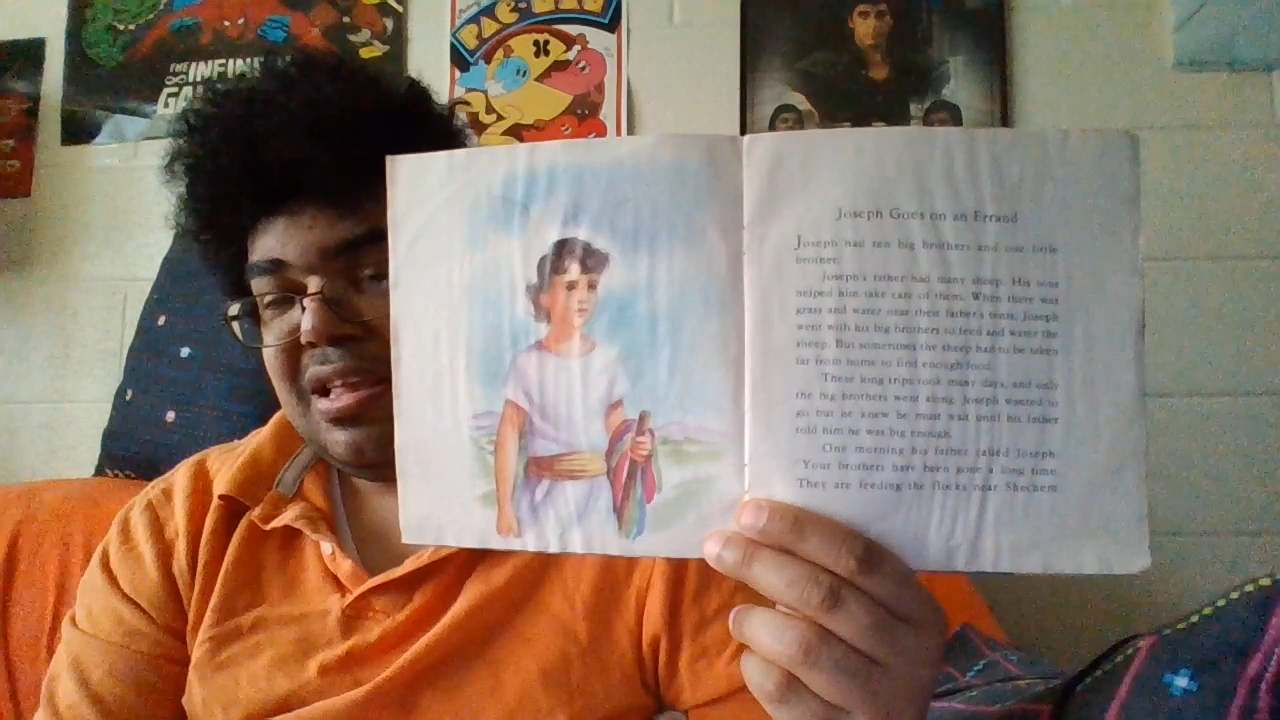 THE
INFINI
GA
PAC-MAN
Joseph Goes on an Errand
Joseph had ten big brothers and one little
brother.
Joseph's father had many sheep. His sons
helped him take care of them. When there was
grass and water near their father's tents, Joseph
went with his big brothers to feed and water the
sheep. But sometimes the sheep had to be taken
far from home to find enough food.
These long trips took many days, and only
the big brothers went along. Joseph wanted to
go but he knew he must wait until his father
told him he was big enough.
One morning his father called Joseph.
"Your brothers have been gone a long time.
They are feeding the flocks near Shechem